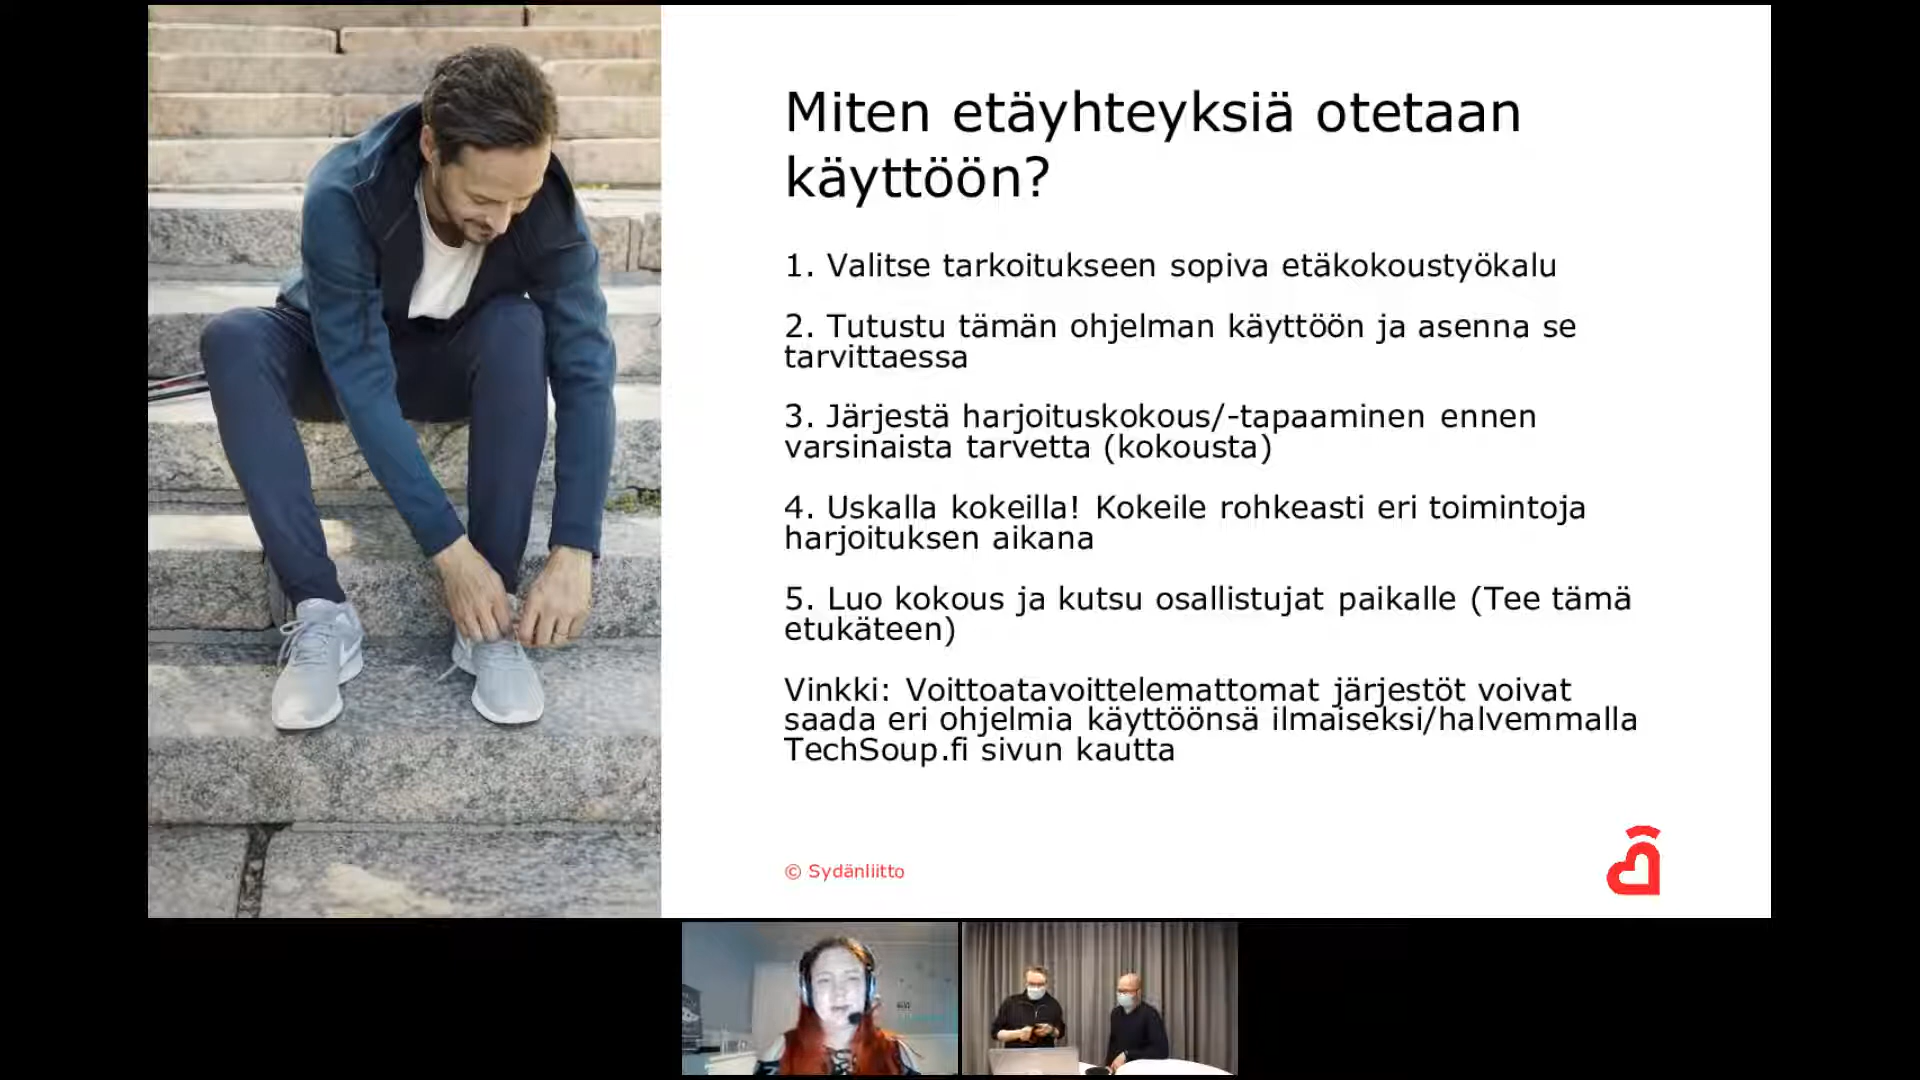 Miten etäyhteyksiä otetaan
käyttöön?
1. Valitse tarkoitukseen sopiva etäkokoustyökalu
2. Tutustu tämän ohjelman käyttöön ja asenna se
tarvittaessa
3. Järjestä harjoituskokous/-tapaaminen ennen
varsinaista tarvetta (kokousta)
4. Uskalla kokeilla! Kokeile rohkeasti eri toimintoja
harjoituksen aikana
5. Luo kokous ja kutsu osallistujat paikalle (Tee tämä
etukäteen)
Vinkki: Voittoatavoittelemattomat järjestöt voivat
saada eri ohjelmia käyttöönsä ilmaiseksi/halvemmalla
TechSoup.fi sivun kautta
© Sydänliitto